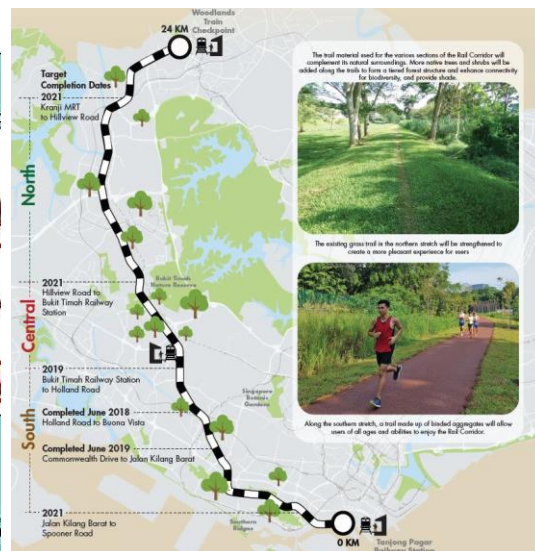 Woodlands
Train
Checkpoint
24 KM
The trail material used for the various sections of the Rail Corridor will
complement its natural surroundings. More native trees and shrubs will be
added along the trails to form a tiered forest structure and enhance connectivity
for biodiversity, and provide shade.
Target
Completion Dates
2021
Kranji MRT
to Hillview Road
North
The existing grass trail in the northern stretch will be strengthened to
create a more pleasant experience for users
2021
Hillview Road to
Bukit Timah Railway
Station
Bukit Timah
Nature Reserve
Central
2019
Bukit Timah Railway Station
to Holland Road
Singapore
Botanic
Gardens
Completed June 2018
Holland Road to Buona Vista
South
Along the southern stretch, a trail made up of binded aggregates will allow
users of all ages and abilities to enjoy the Rail Corridor.
Completed June 2019
Commonwealth Drive to Jalan Kilang Barat
2021
Jalan Kilang Barat to
Spooner Road
Southern
Ridges
0 KM
Tanjong Pagar
Railway Station